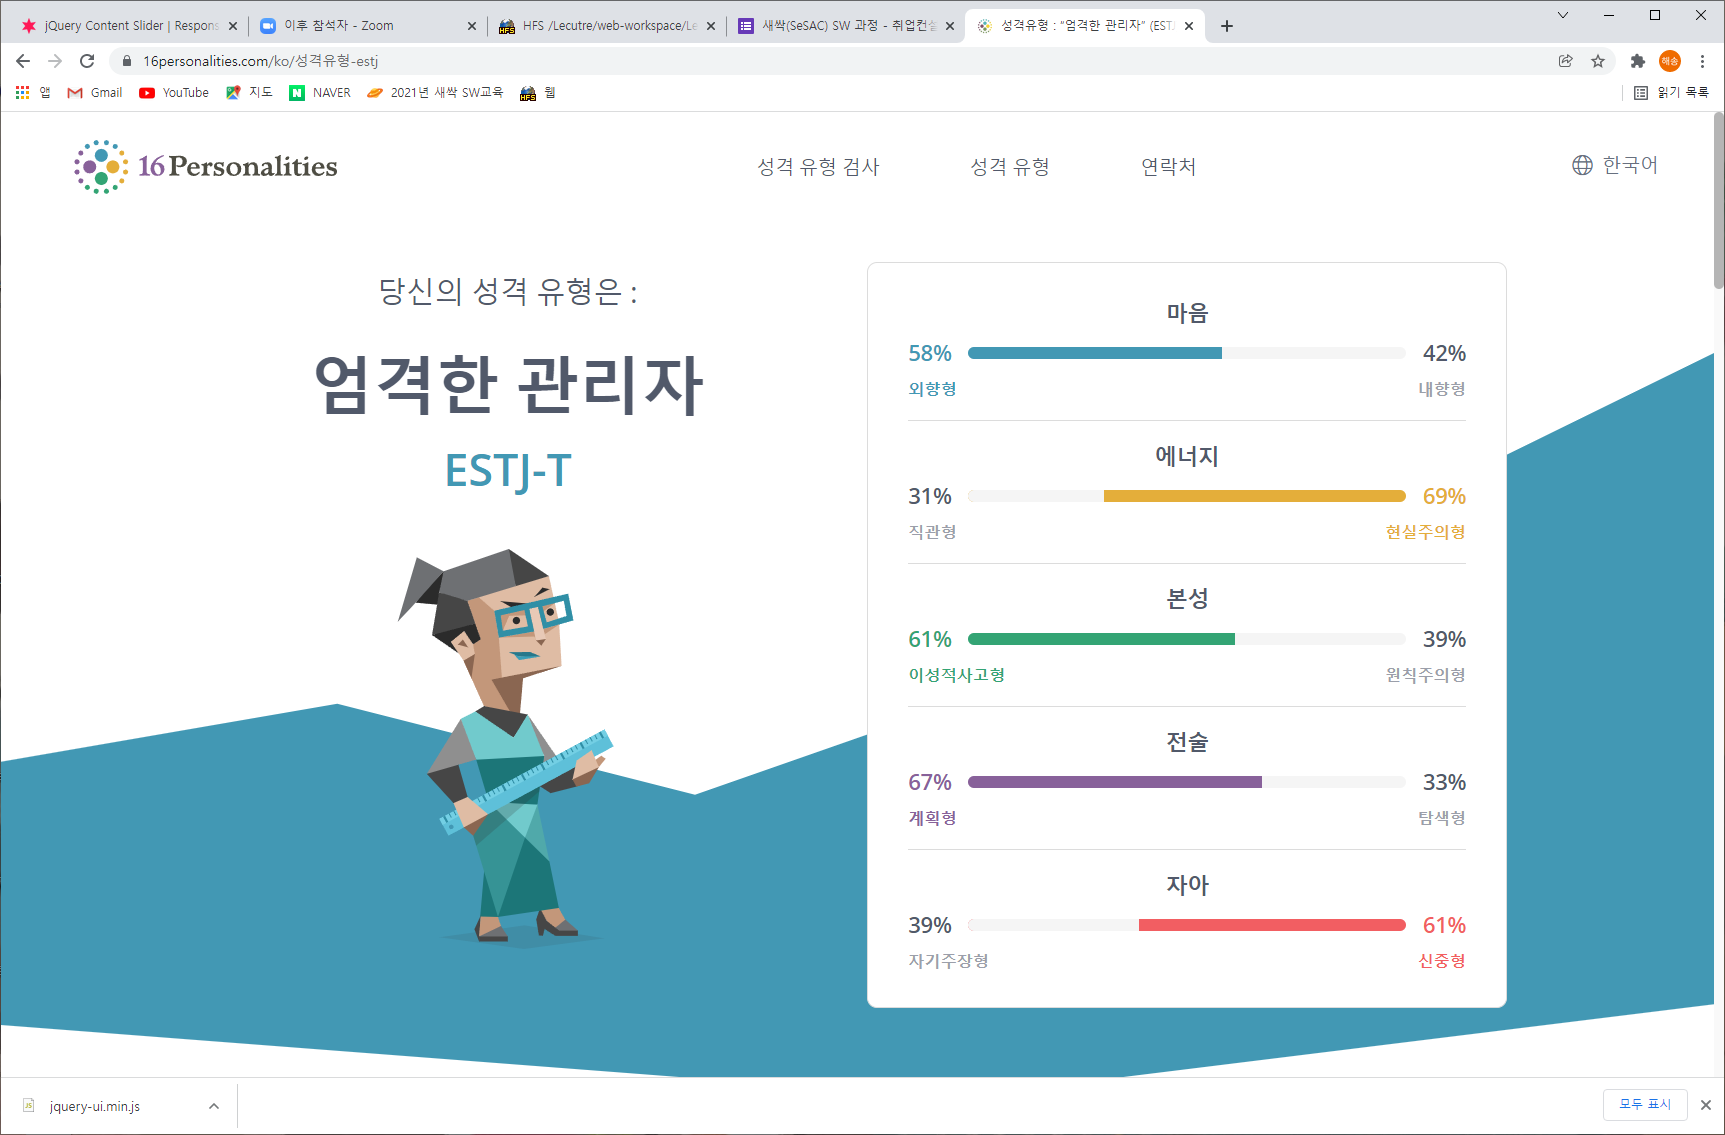 jQuery Content Slider | Respons
이후 참석자 - Zoom
HFS /Lecutre/web-workspace/Le
새싹(SeSAC) SW 과정 - 취업컨설
성격유형 : “엄격한 관리자” (ESTJ
16personalities.com/ko/성격유형-estj
해송
앱
Gmail
YouTube
지도
NAVER
2021년 새싹 SW교육
웹
읽기 목록
16Personalities
성격 유형 검사
성격 유형
연락처
한국어
당신의 성격 유형은 :
엄격한 관리자
ESTJ-T
마음
58% 42%
외향형 내향형
에너지
31% 69%
직관형 현실주의형
본성
61% 39%
이성적사고형 원칙주의형
전술
67% 33%
계획형 탐색형
자아
39% 61%
자기주장형 신중형
jquery-ui.min.js
모두 표시